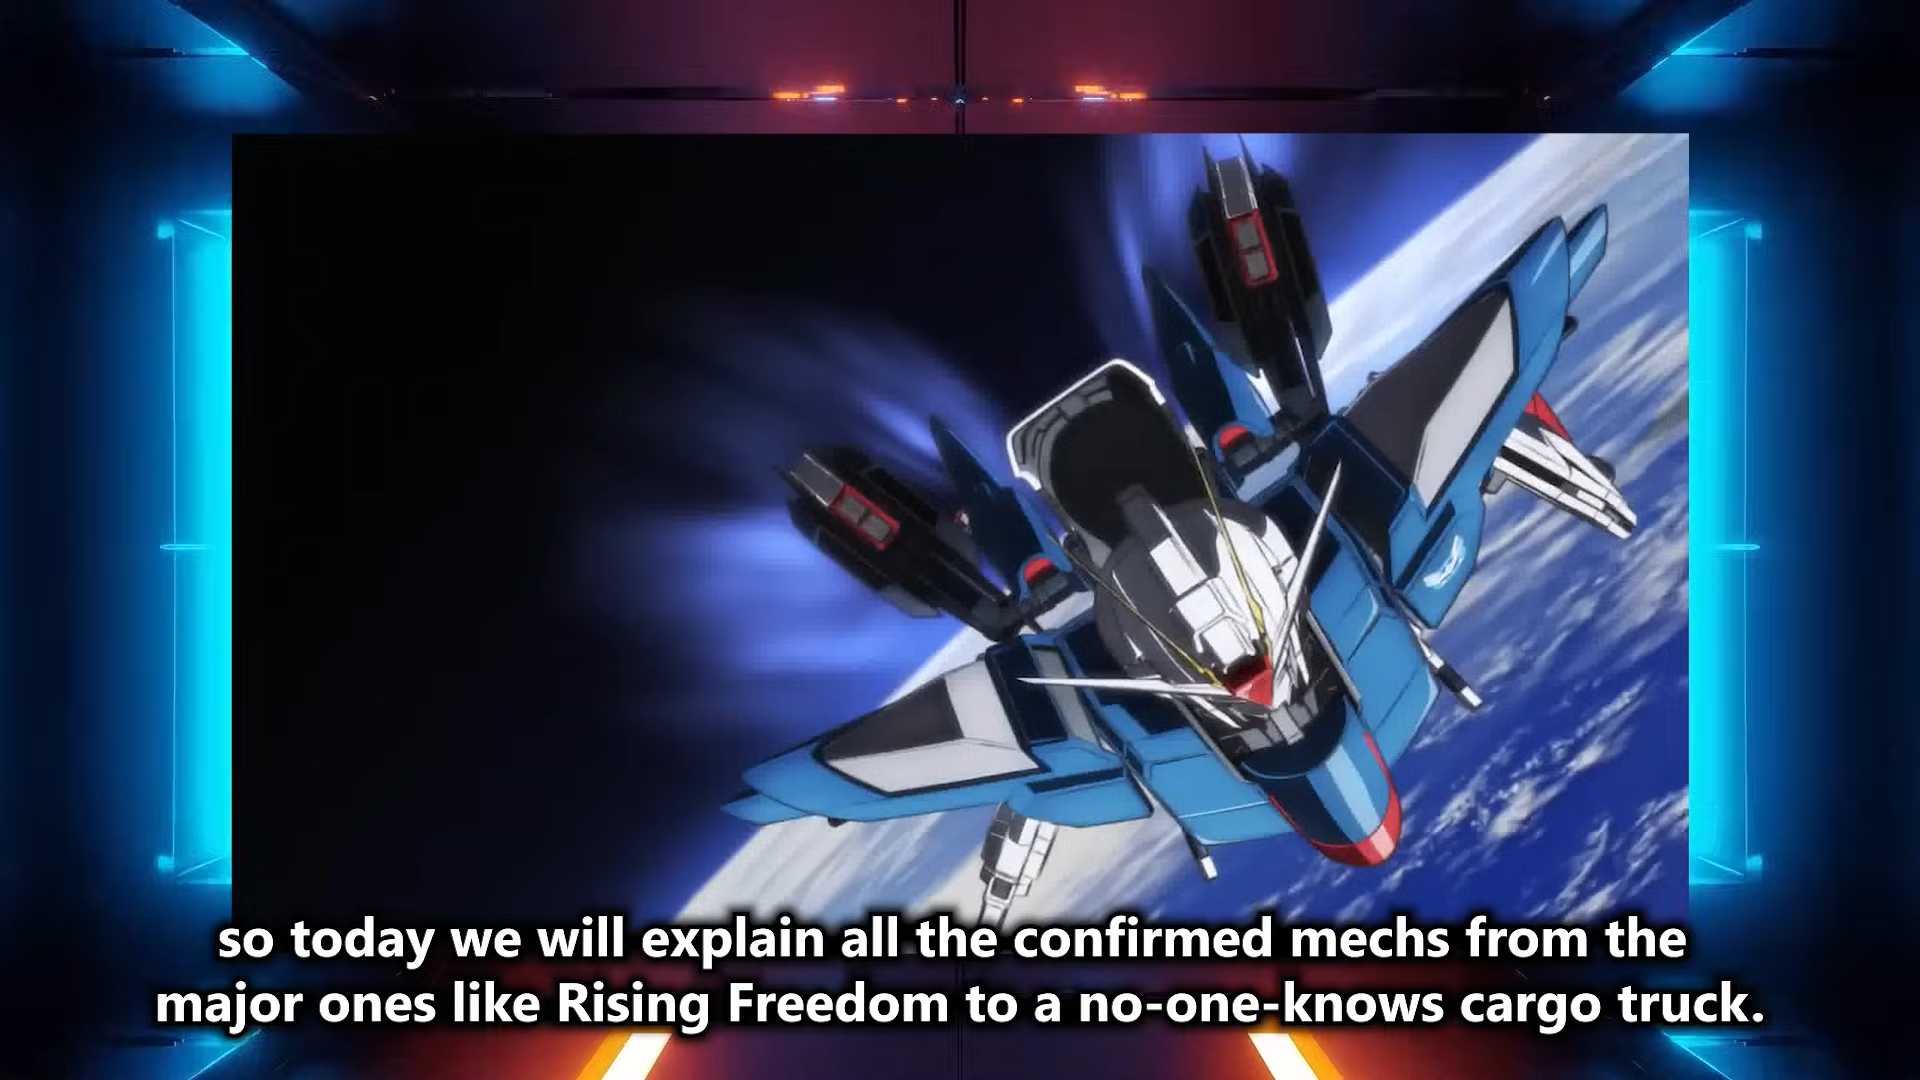 so today we will explain all the confirmed mechs from the
major ones like Rising Freedom to a no-one-knows cargo truck.